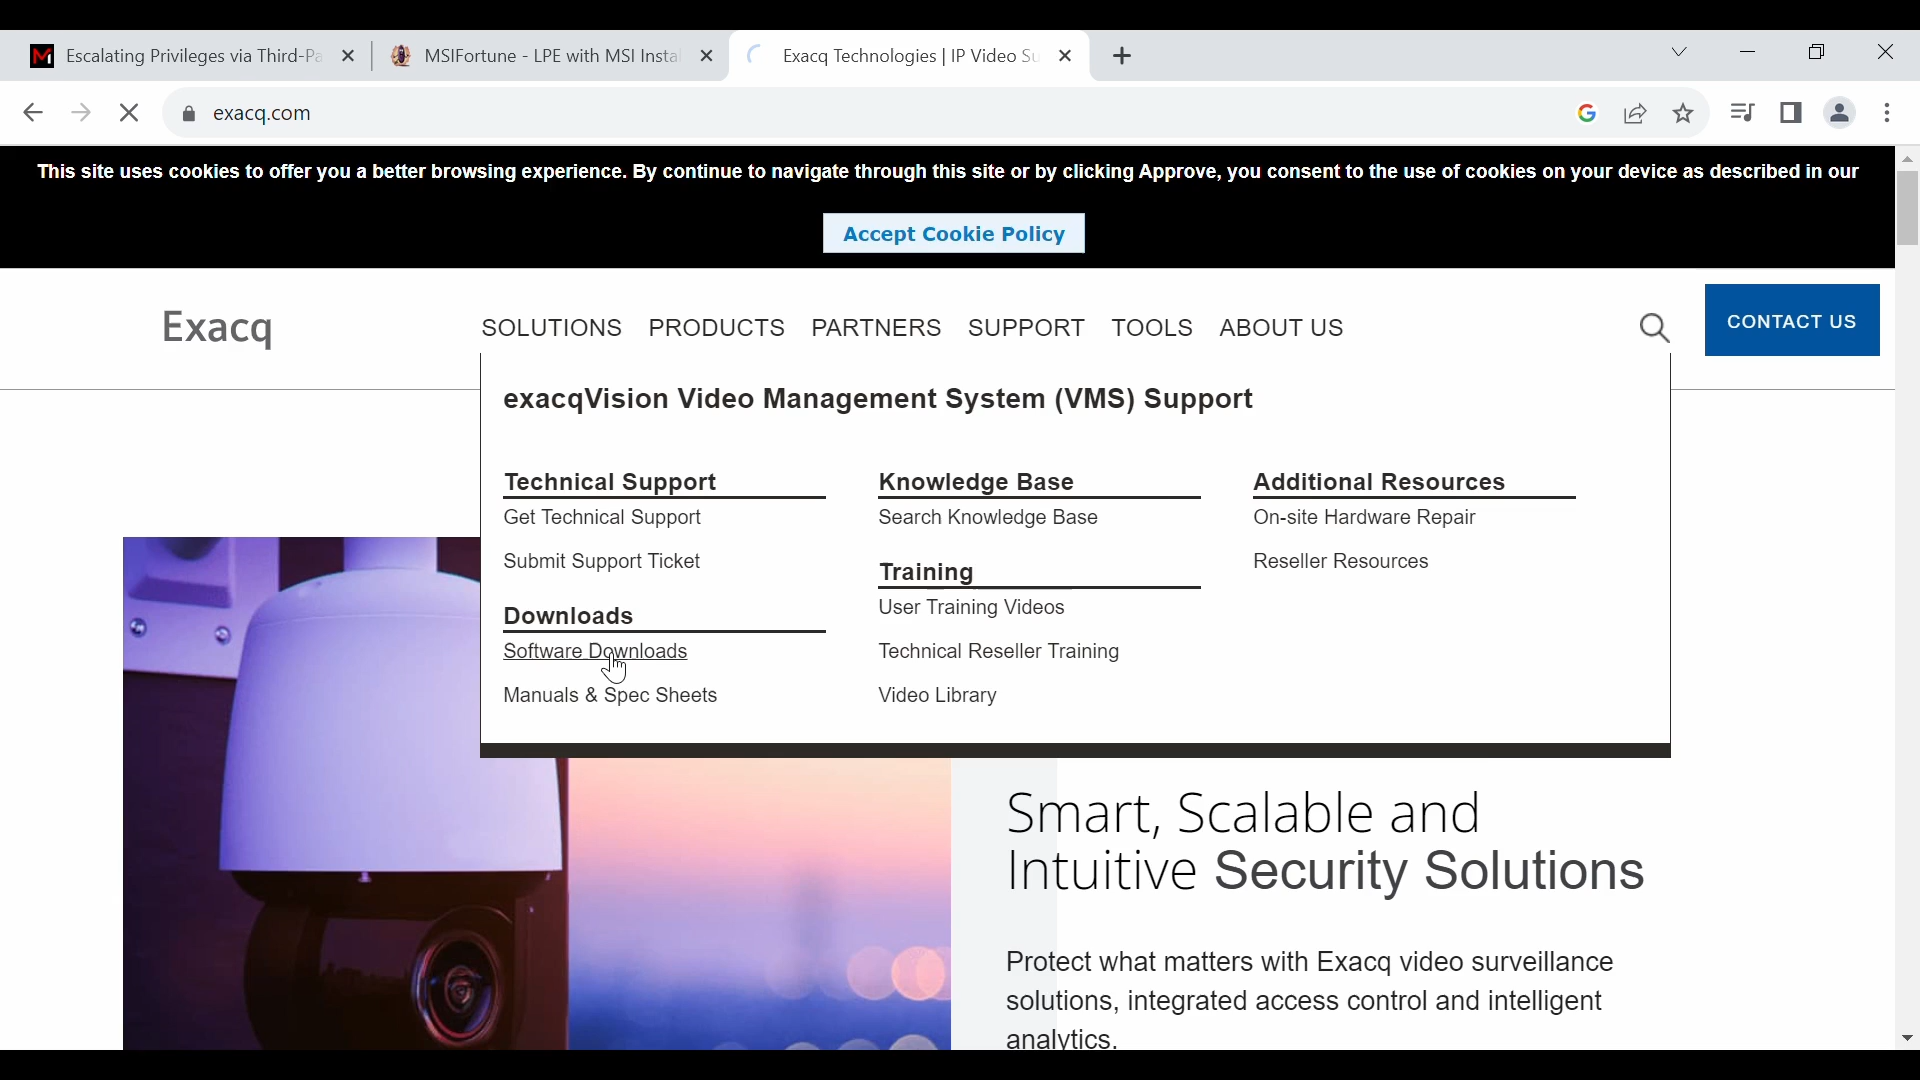 Escalating Privileges via Third-Pa
MSIFortune - LPE with MSI Instal
Exacq Technologies | IP Video Su
exacq.com
This site uses cookies to offer you a better browsing experience. By continue to navigate through this site or by clicking Approve, you consent to the use of cookies on your device as described in our
Accept Cookie Policy
Exacq
SOLUTIONS PRODUCTS PARTNERS SUPPORT TOOLS ABOUT US
CONTACT US
exacqVision Video Management System (VMS) Support
Technical Support
Get Technical Support
Submit Support Ticket
Downloads
Software Downloads
Manuals & Spec Sheets
Knowledge Base
Search Knowledge Base
Training
User Training Videos
Technical Reseller Training
Video Library
Additional Resources
On-site Hardware Repair
Reseller Resources
Smart, Scalable and
Intuitive Security Solutions
Protect what matters with Exacq video surveillance
solutions, integrated access control and intelligent
analytics.